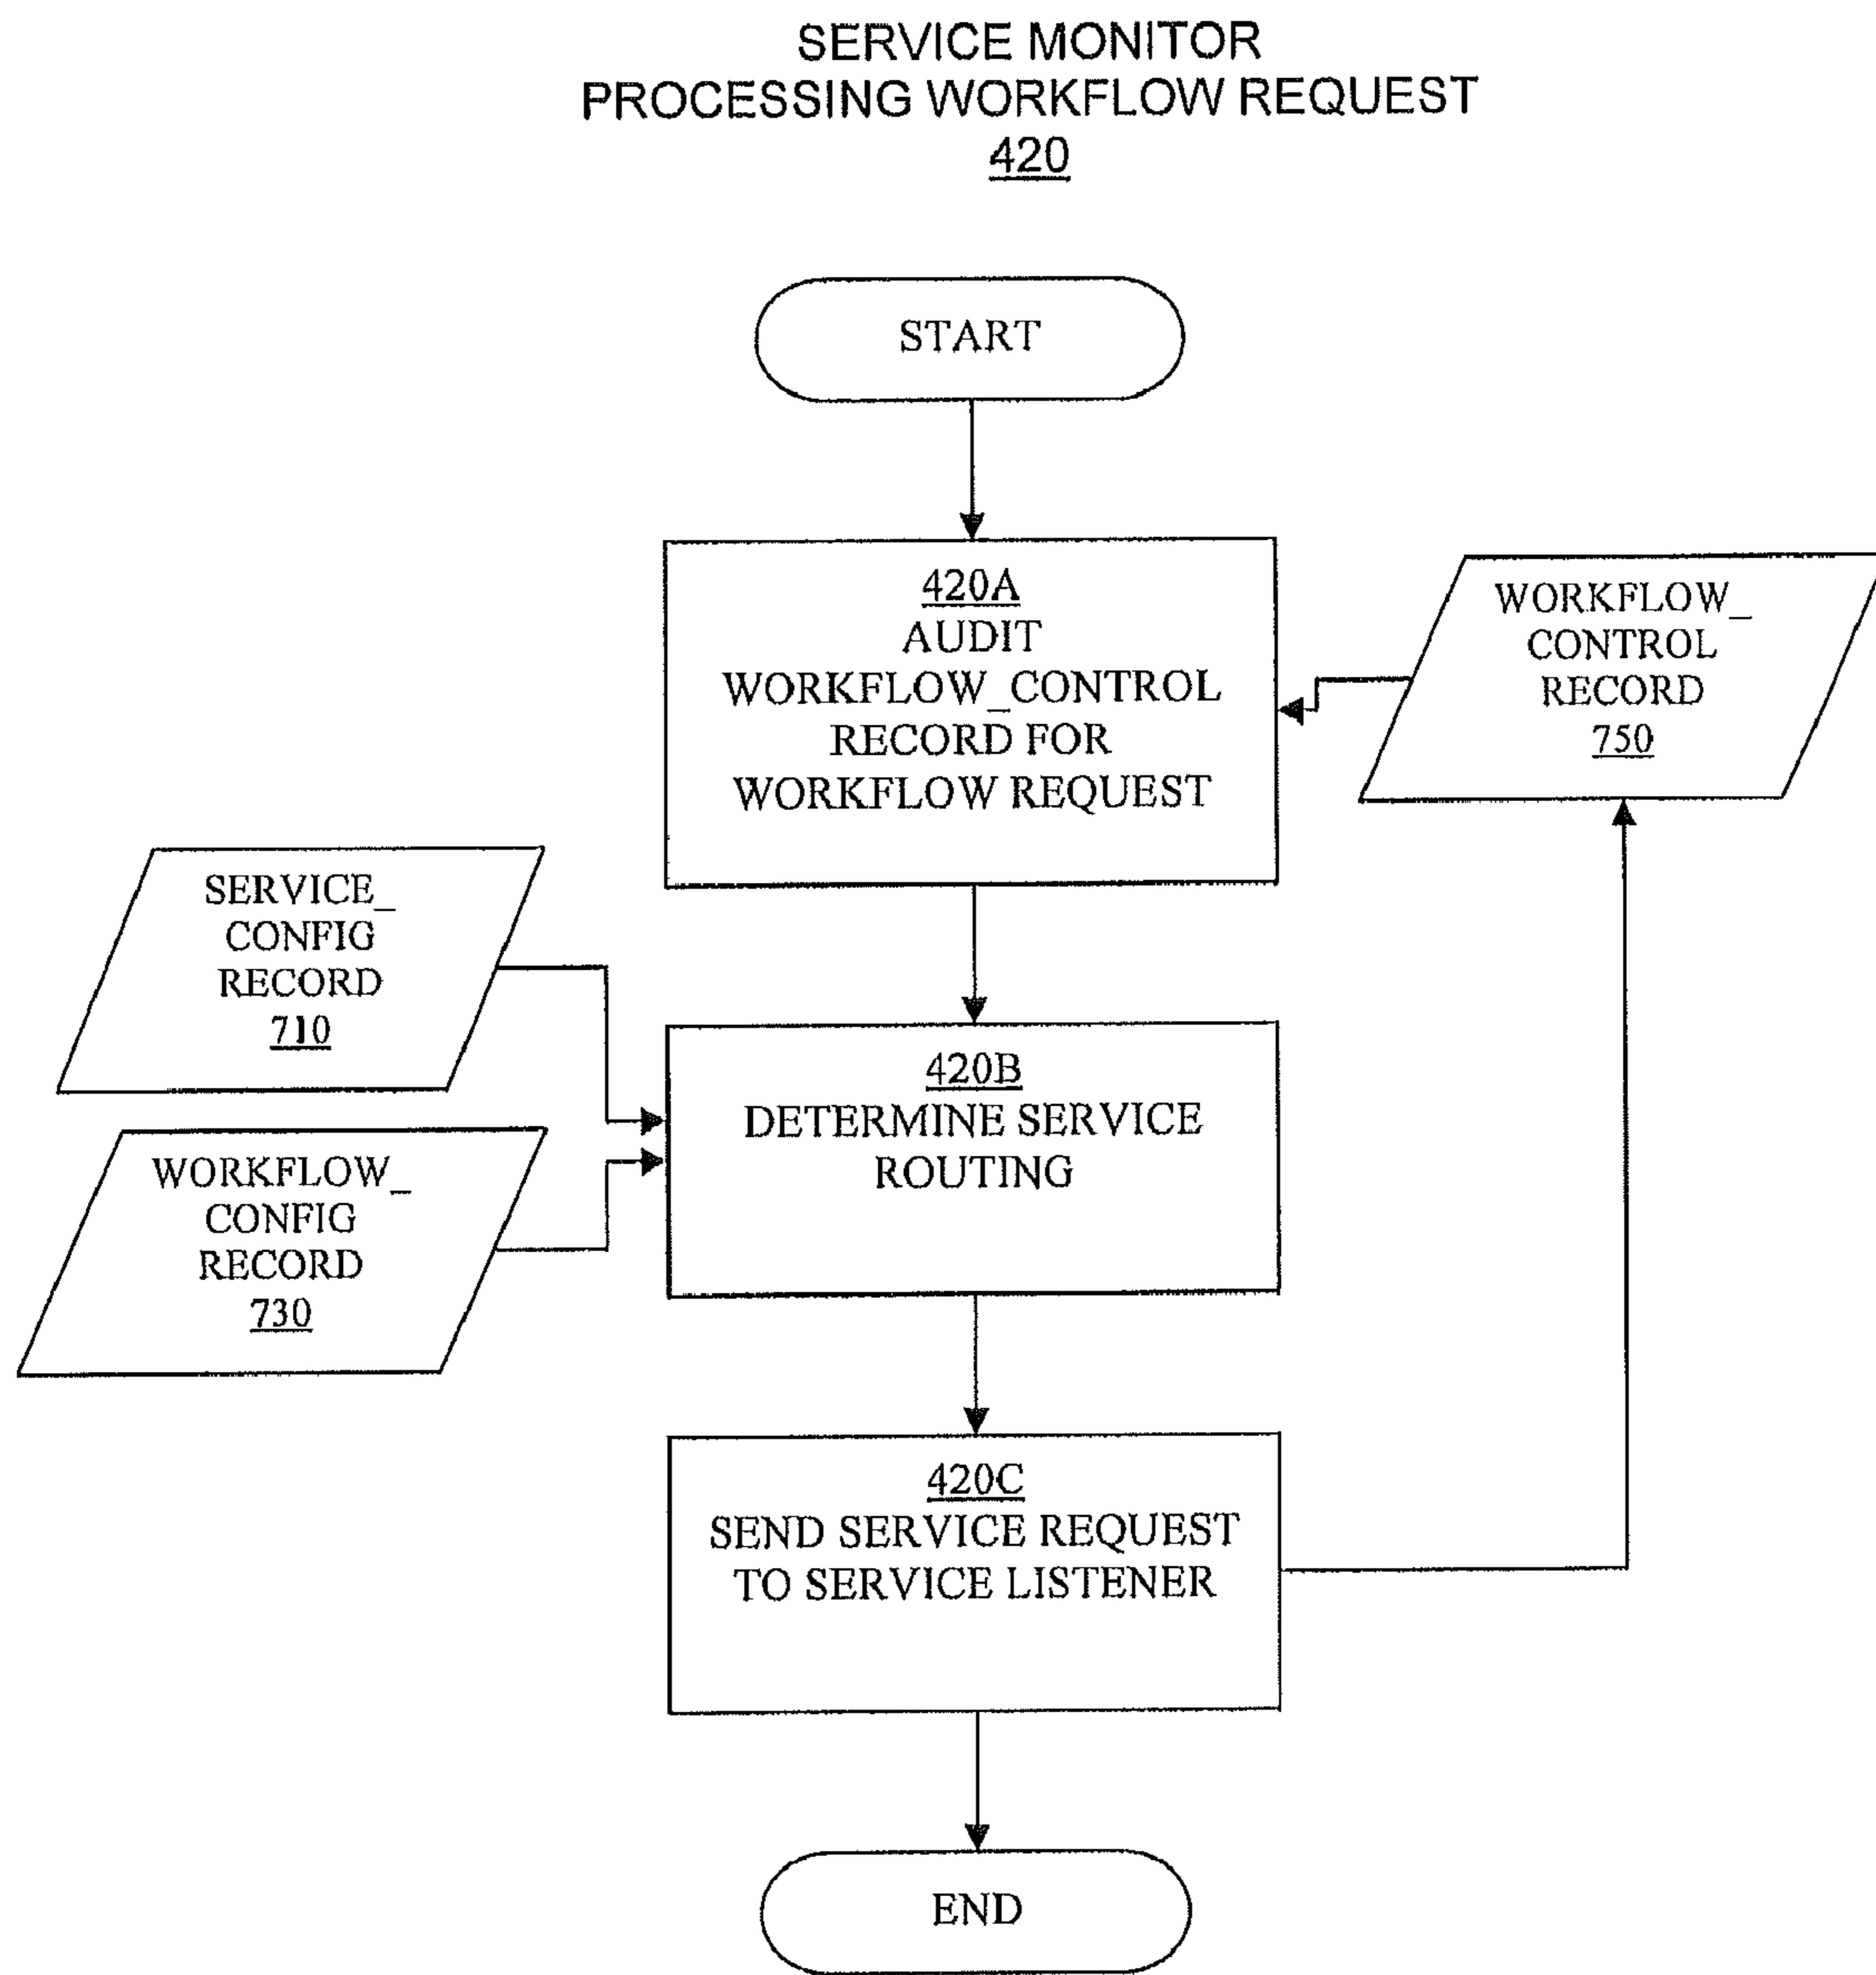 SERVICE MONITOR
PROCESSING WORKFLOW REQUEST
420
START
420A
AUDIT
WORKFLOW_CONTROL
RECORD FOR
WORKFLOW REQUEST
WORKFLOW_
CONTROL
RECORD
750
SERVICE_
CONFIG
RECORD
710
420B
DETERMINE SERVICE
ROUTING
WORKFLOW_
CONFIG
RECORD
730
420C
SEND SERVICE REQUEST
TO SERVICE LISTENER
END